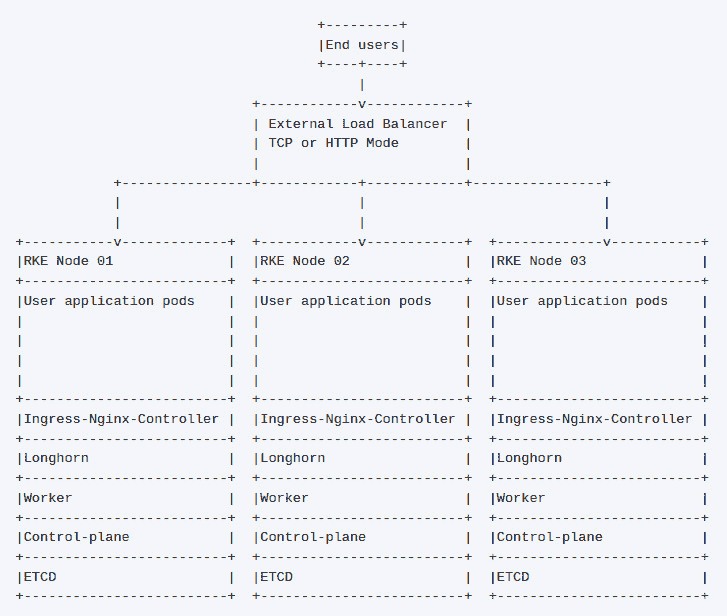 End users
External Load Balancer
TCP or HTTP Mode
RKE Node 01
User application pods
Ingress-Nginx-Controller
Longhorn
Worker
Control-plane
ETCD
RKE Node 02
User application pods
Ingress-Nginx-Controller
Longhorn
Worker
Control-plane
ETCD
RKE Node 03
User application pods
Ingress-Nginx-Controller
Longhorn
Worker
Control-plane
ETCD